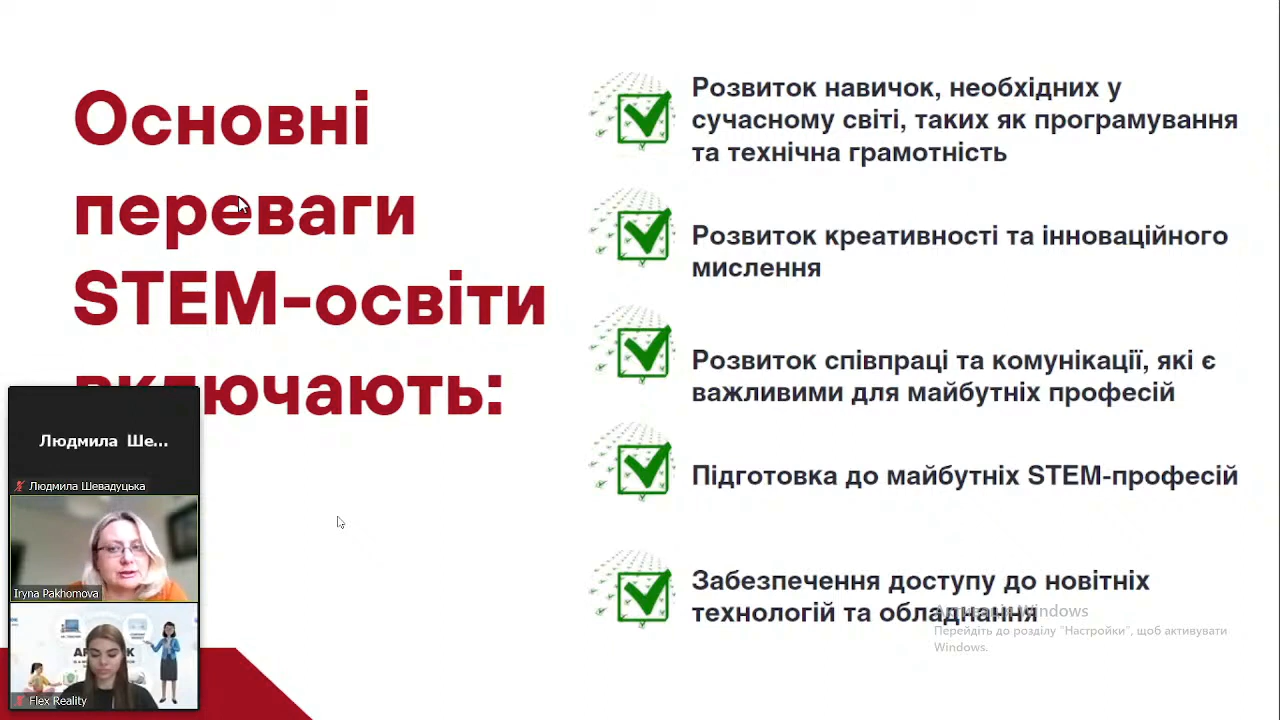 Основні
переваги
STEM-освіти
включають:
Розвиток навичок, необхідних у
сучасному світі, таких як програмування
та технічна грамотність
Розвиток креативності та інноваційного
мислення
Розвиток співпраці та комунікації, які є
важливими для майбутніх професій
Підготовка до майбутніх STEM-професій
Забезпечення доступу до новітніх
технологій та обладнання
Активація Windows
Перейдіть до розділу "Настройки", щоб активувати
Windows.
Людмила Ше...
Людмила Шевадуцька
Iryna Pakhomova
Flex Reality